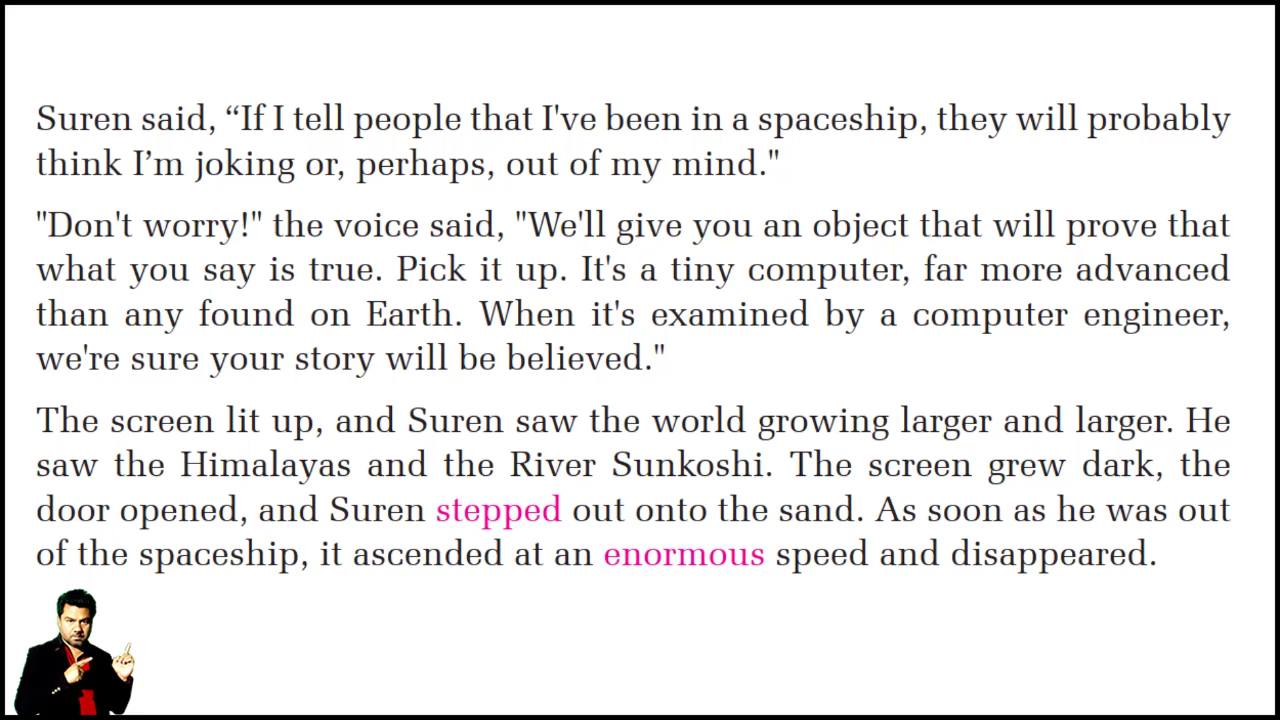 Suren said, “If I tell people that I've been in a spaceship, they will probably
think I’m joking or, perhaps, out of my mind."
"Don't worry!" the voice said, "We'll give you an object that will prove that
what you say is true. Pick it up. It's a tiny computer, far more advanced
than any found on Earth. When it's examined by a computer engineer,
we're sure your story will be believed."
The screen lit up, and Suren saw the world growing larger and larger. He
saw the Himalayas and the River Sunkoshi. The screen grew dark, the
door opened, and Suren stepped out onto the sand. As soon as he was out
of the spaceship, it ascended at an enormous speed and disappeared.